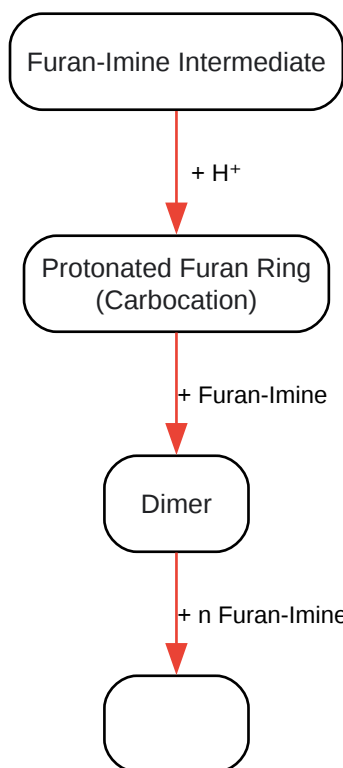 Furan-Imine Intermediate
+ H⁺
Protonated Furan Ring
(Carbocation)
+ Furan-Imine
Dimer
+ n Furan-Imine